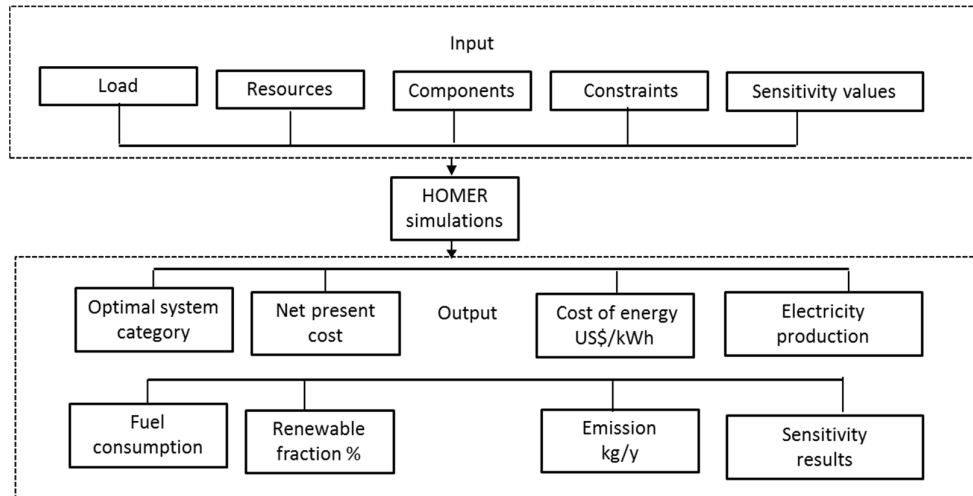 Input
Load
Resources
Components
Constraints
Sensitivity values
HOMER
simulations
Output
Optimal system
category
Net present
cost
Cost of energy
US$/kWh
Electricity
production
Fuel
consumption
Renewable
fraction %
Emission
kg/y
Sensitivity
results